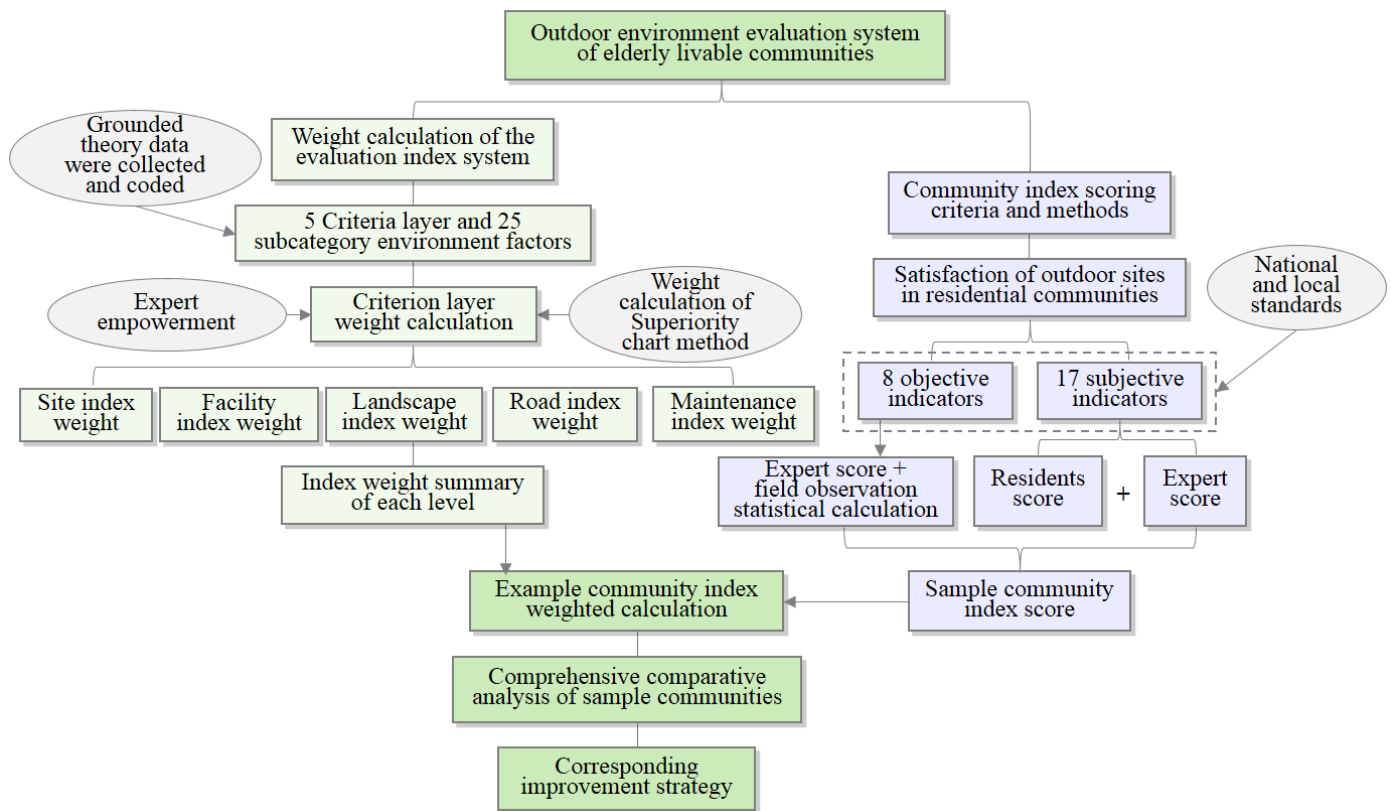 Outdoor environment evaluation system
of elderly livable communities
Grounded
theory data
were collected
and coded
Weight calculation of the
evaluation index system
Community index scoring
criteria and methods
5 Criteria layer and 25
subcategory environment factors
Satisfaction of outdoor sites
in residential communities
National
and local
standards
Expert
empowerment
Criterion layer
weight calculation
Weight
calculation of
Superiority
chart method
8 objective
indicators
17 subjective
indicators
Site index
weight
Facility
index weight
Landscape
index weight
Road index
weight
Maintenance
index weight
Index weight summary
of each level
Expert score +
field observation
statistical calculation
Residents
score
+
Expert
score
Example community index
weighted calculation
Sample community
index score
Comprehensive comparative
analysis of sample communities
Corresponding
improvement strategy